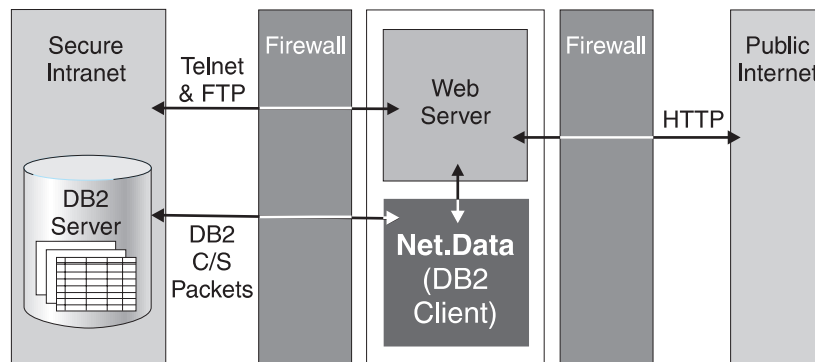 Secure
Intranet
Telnet
& FTP
Firewall
Web
Server
Firewall
HTTP
Public
Internet
DB2
Server
DB2
C/S
Packets
Net.Data
(DB2
Client)